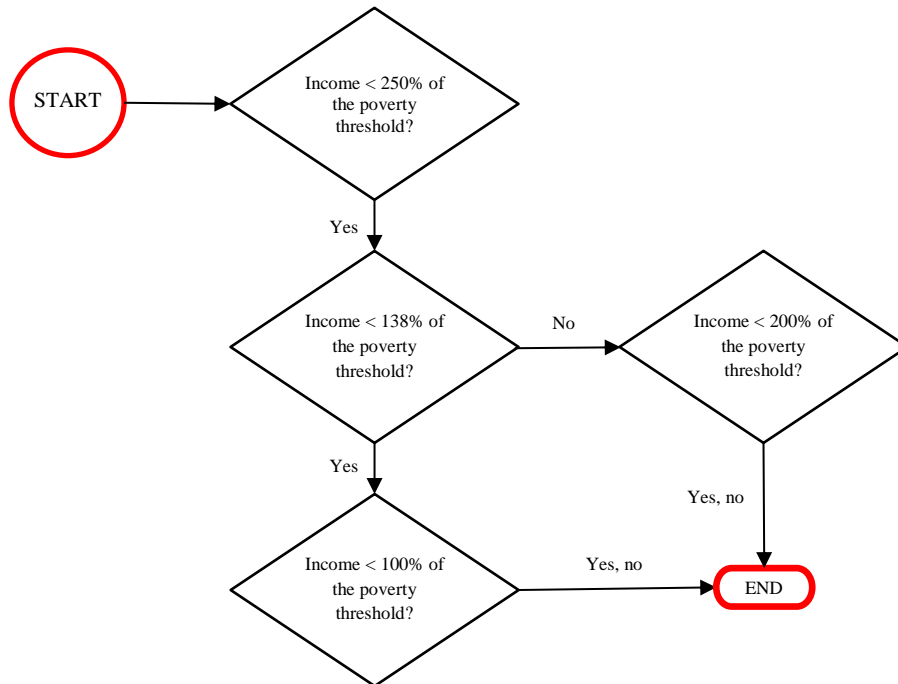 START
Income < 250% of
the poverty
threshold?
Yes
Income < 138% of
the poverty
threshold?
No
Income < 200% of
the poverty
threshold?
Yes
Yes, no
Income < 100% of
the poverty
threshold?
Yes, no
END